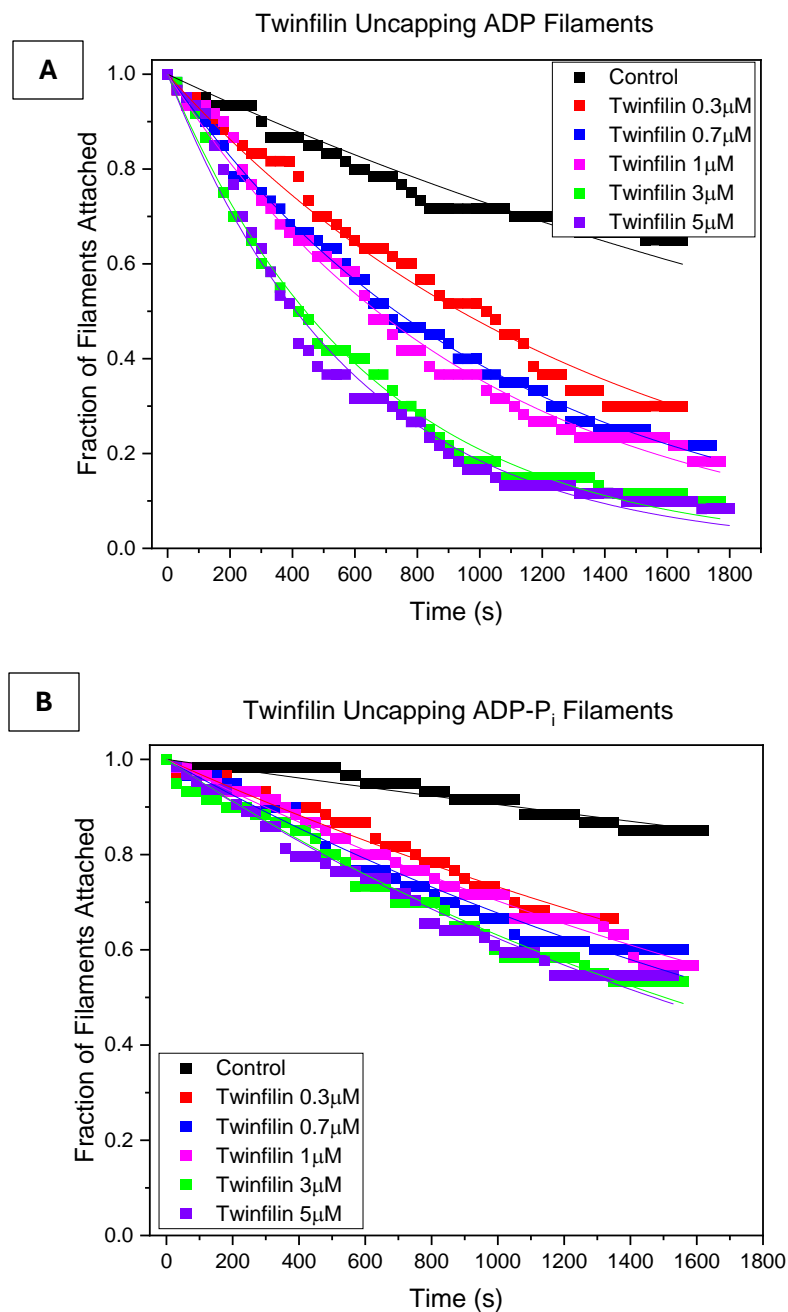 Twinfilin Uncapping ADP Filaments
A
Control
Twinfilin 0.3μM
Twinfilin 0.7μM
Twinfilin 1μM
Twinfilin 3μM
Twinfilin 5μM
Fraction of Filaments Attached
1.0
0.8
0.6
0.4
0.2
0.0
0 200 400 600 800 1000 1200 1400 1600 1800
Time (s)
B
Twinfilin Uncapping ADP-Pi Filaments
Fraction of Filaments Attached
1.0
0.8
0.6
0.4
0.2
0.0
Control
Twinfilin 0.3μM
Twinfilin 0.7μM
Twinfilin 1μM
Twinfilin 3μM
Twinfilin 5μM
0 200 400 600 800 1000 1200 1400 1600 1800
Time (s)